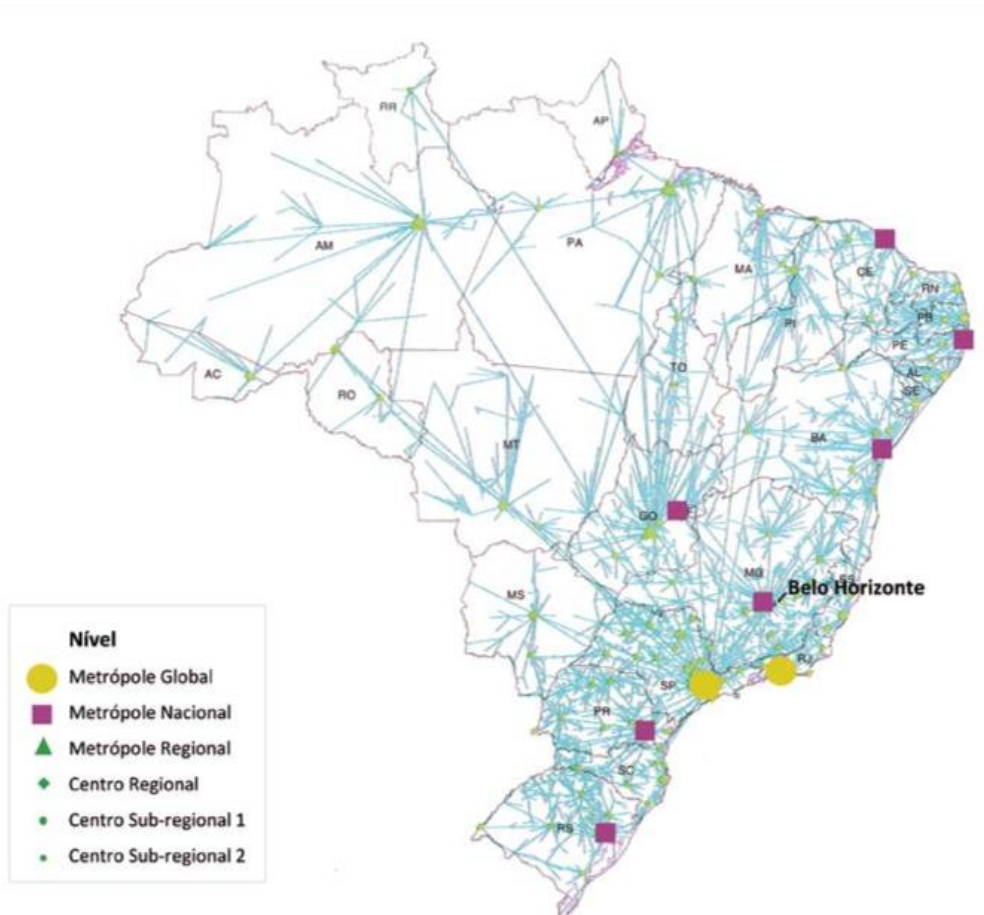 RR
AP
AM
PA
MA
CE
RN
PB
PI
PE
AC
TO
AL
SE
RO
BA
MT
GO
MG
ES
Belo Horizonte
MS
RJ
SP
PR
SC
RS
Nível
Metrópole Global
Metrópole Nacional
Metrópole Regional
Centro Regional
Centro Sub-regional 1
Centro Sub-regional 2